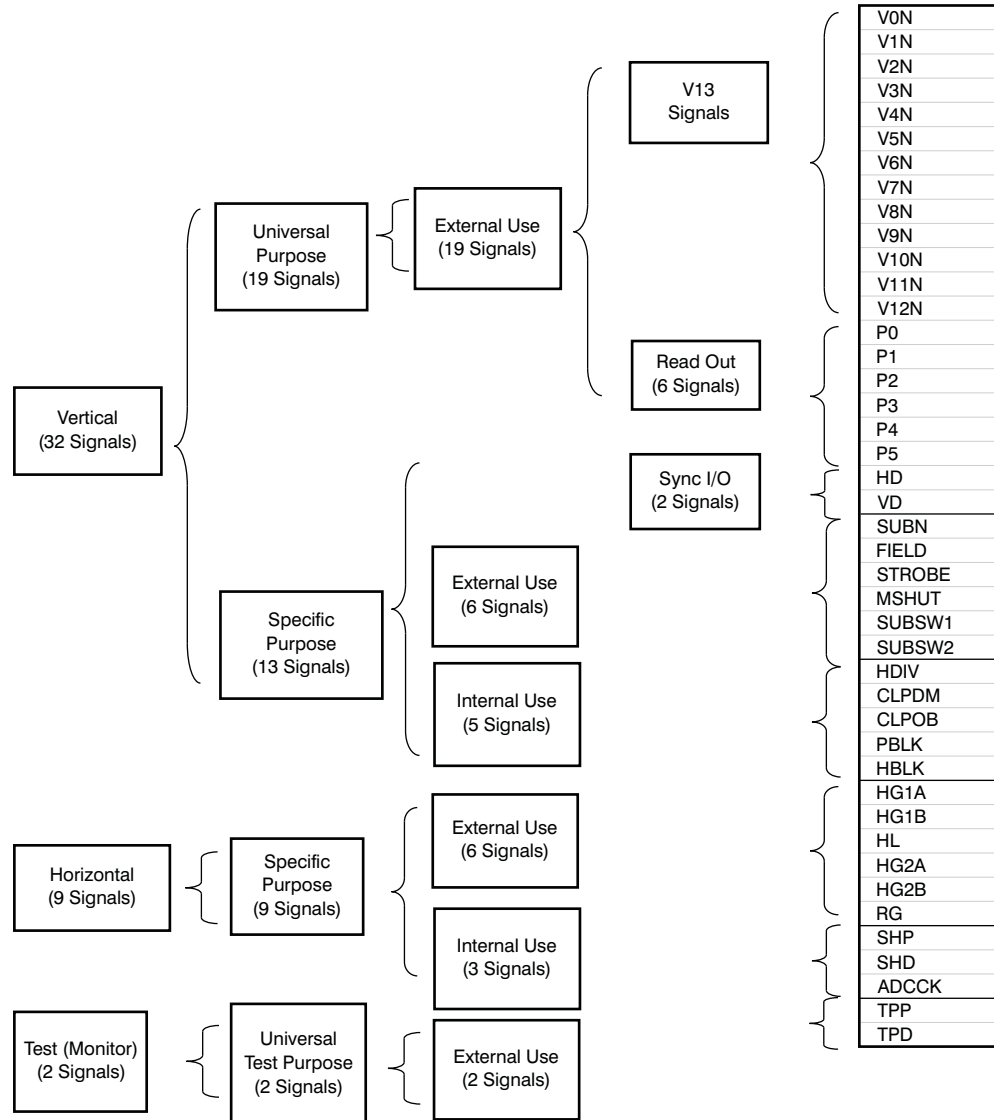 Vertical
(32 Signals)
Universal
Purpose
(19 Signals)
External Use
(19 Signals)
V13
Signals
V0N
V1N
V2N
V3N
V4N
V5N
V6N
V7N
V8N
V9N
V10N
V11N
V12N
Read Out
(6 Signals)
P0
P1
P2
P3
P4
P5
Specific
Purpose
(13 Signals)
Sync I/O
(2 Signals)
HD
VD
External Use
(6 Signals)
SUBN
FIELD
STROBE
MSHUT
SUBSW1
SUBSW2
Internal Use
(5 Signals)
HDIV
CLPDM
CLPOB
PBLK
HBLK
Horizontal
(9 Signals)
Specific
Purpose
(9 Signals)
External Use
(6 Signals)
HG1A
HG1B
HL
HG2A
HG2B
RG
Internal Use
(3 Signals)
SHP
SHD
ADCCK
Test (Monitor)
(2 Signals)
Universal
Test Purpose
(2 Signals)
External Use
(2 Signals)
TPP
TPD